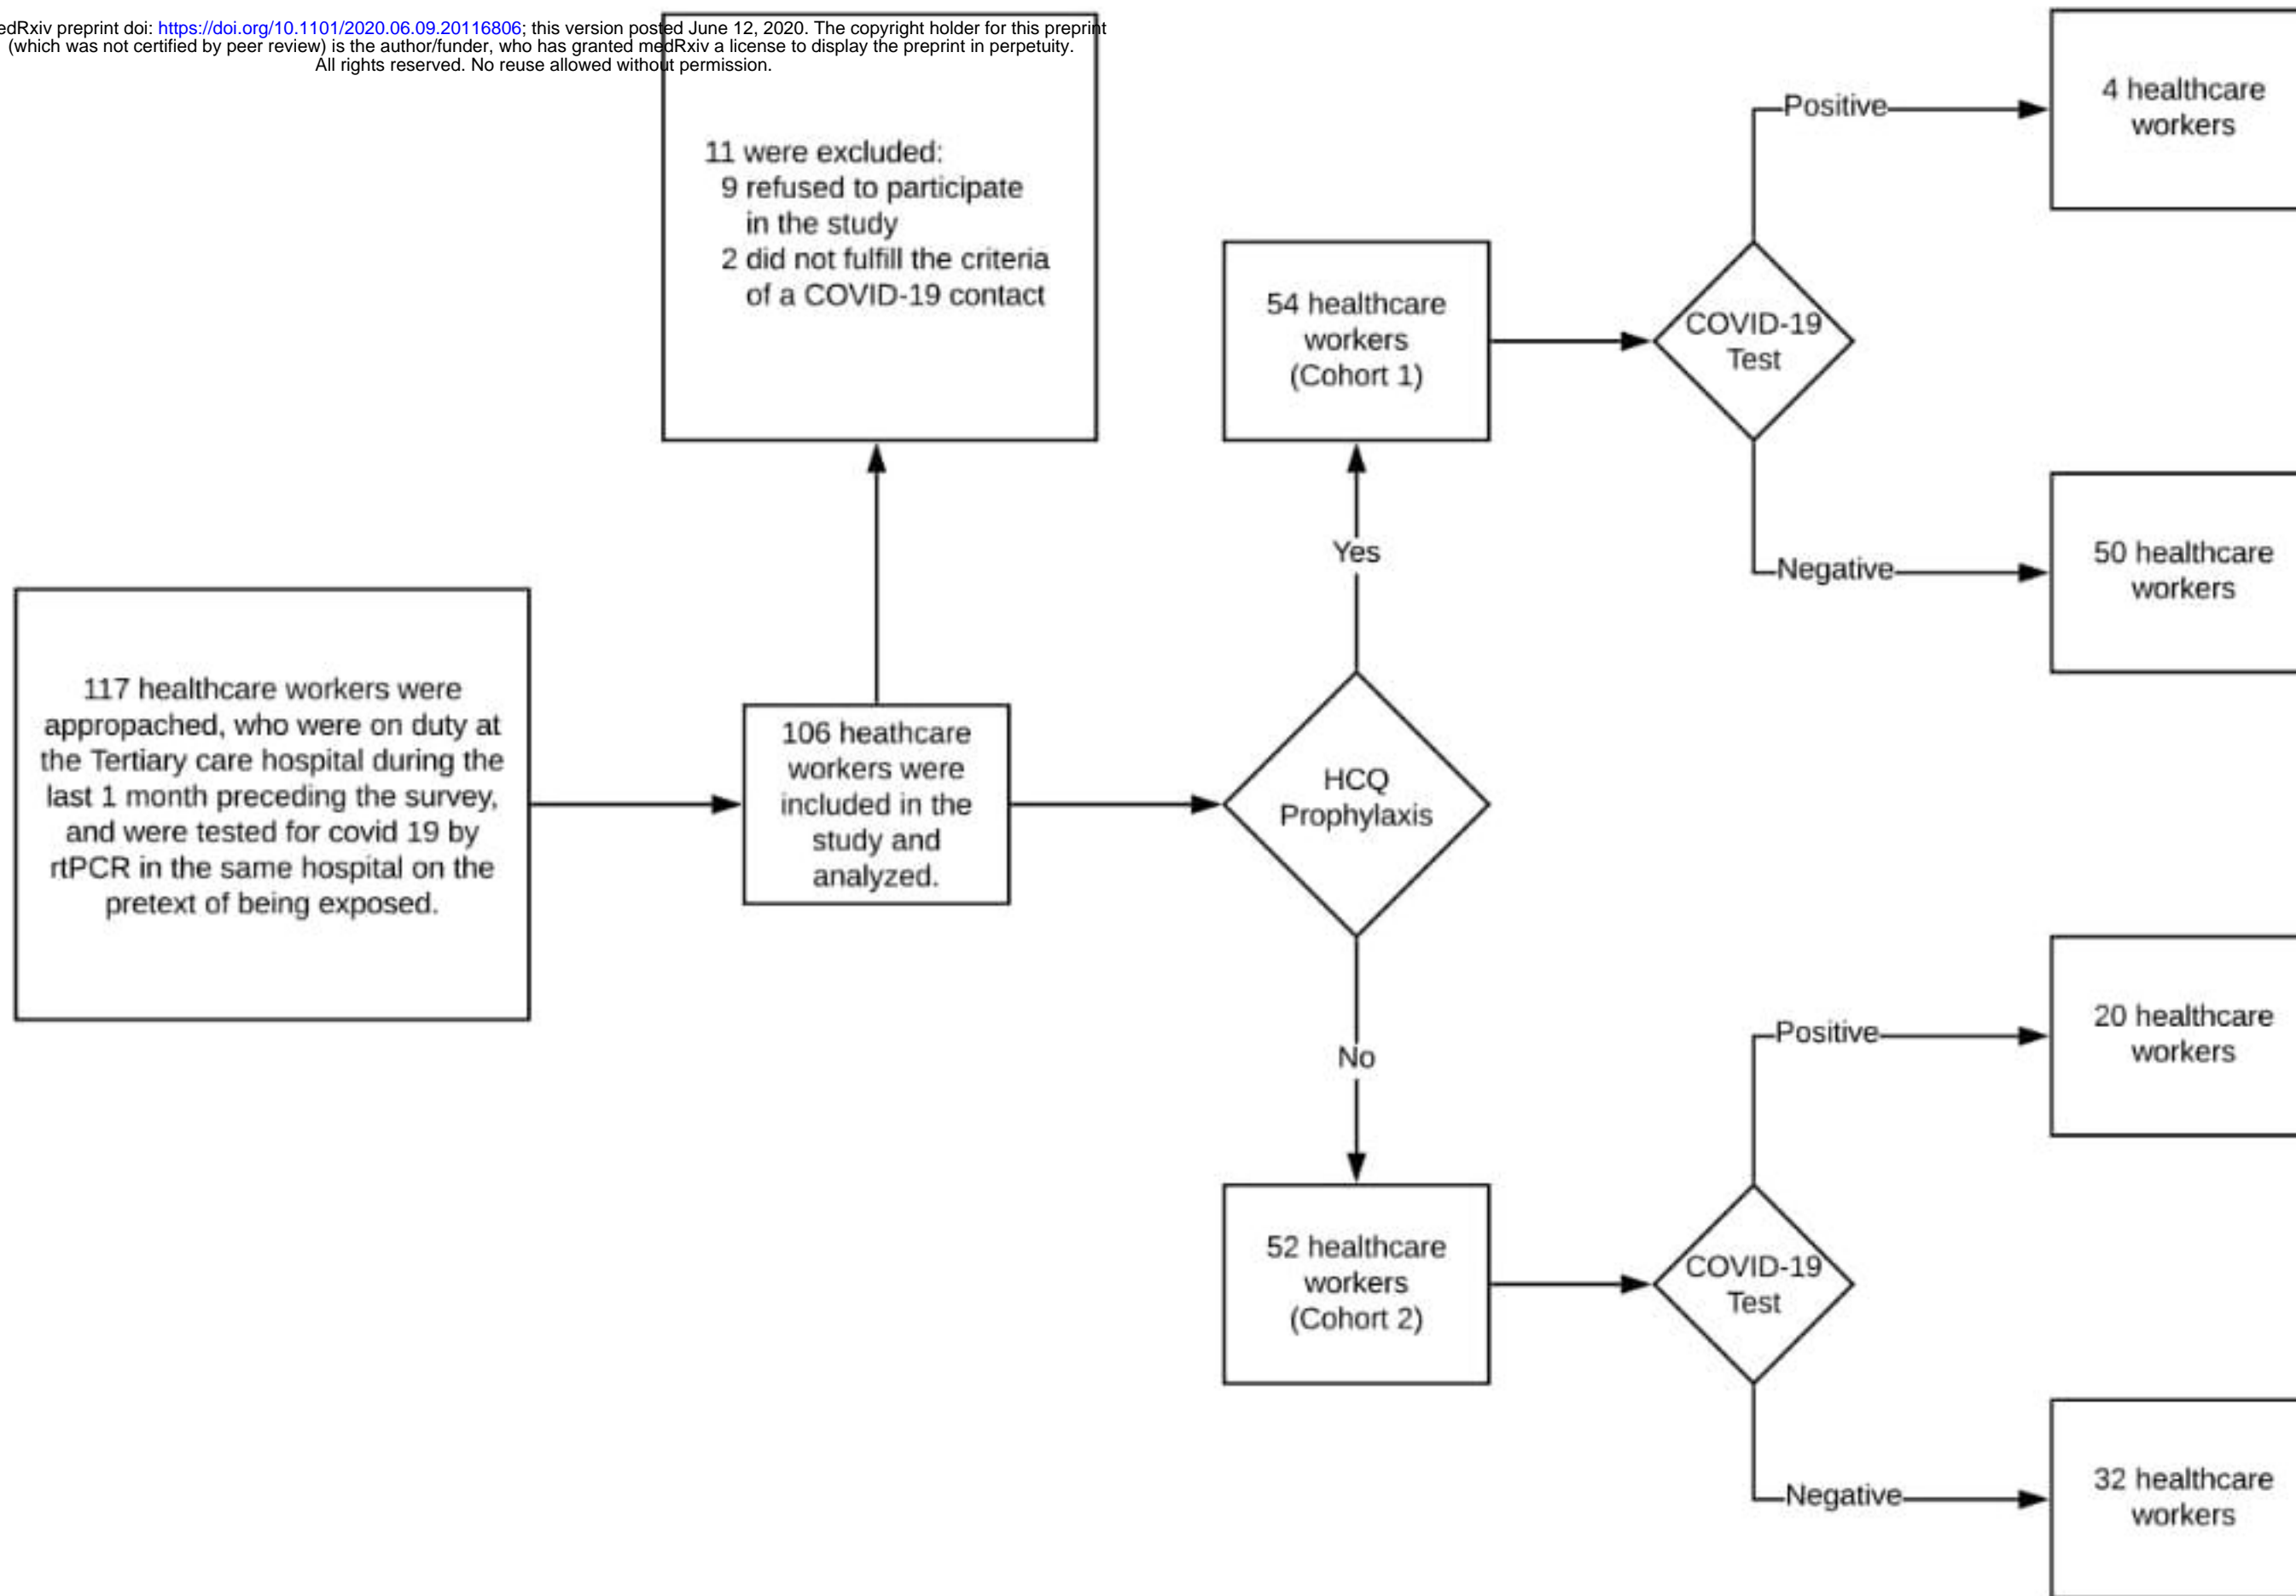 edRxiv preprint doi: https://doi.org/10.1101/2020.06.09.20116806; this version posted June 12, 2020. The copyright holder for this preprint
(which was not certified by peer review) is the author/funder, who has granted medRxiv a license to display the preprint in perpetuity.
All rights reserved. No reuse allowed without permission.
117 healthcare workers were
appropached, who were on duty at
the Tertiary care hospital during the
last 1 month preceding the survey,
and were tested for covid 19 by
rtPCR in the same hospital on the
pretext of being exposed.
11 were excluded:
9 refused to participate
in the study
2 did not fulfill the criteria
of a COVID-19 contact
106 heathcare
workers were
included in the
study and
analyzed.
HCQ
Prophylaxis
Yes
54 healthcare
workers
(Cohort 1)
COVID-19
Test
Positive
4 healthcare
workers
Negative
50 healthcare
workers
No
52 healthcare
workers
(Cohort 2)
COVID-19
Test
Positive
20 healthcare
workers
Negative
32 healthcare
workers